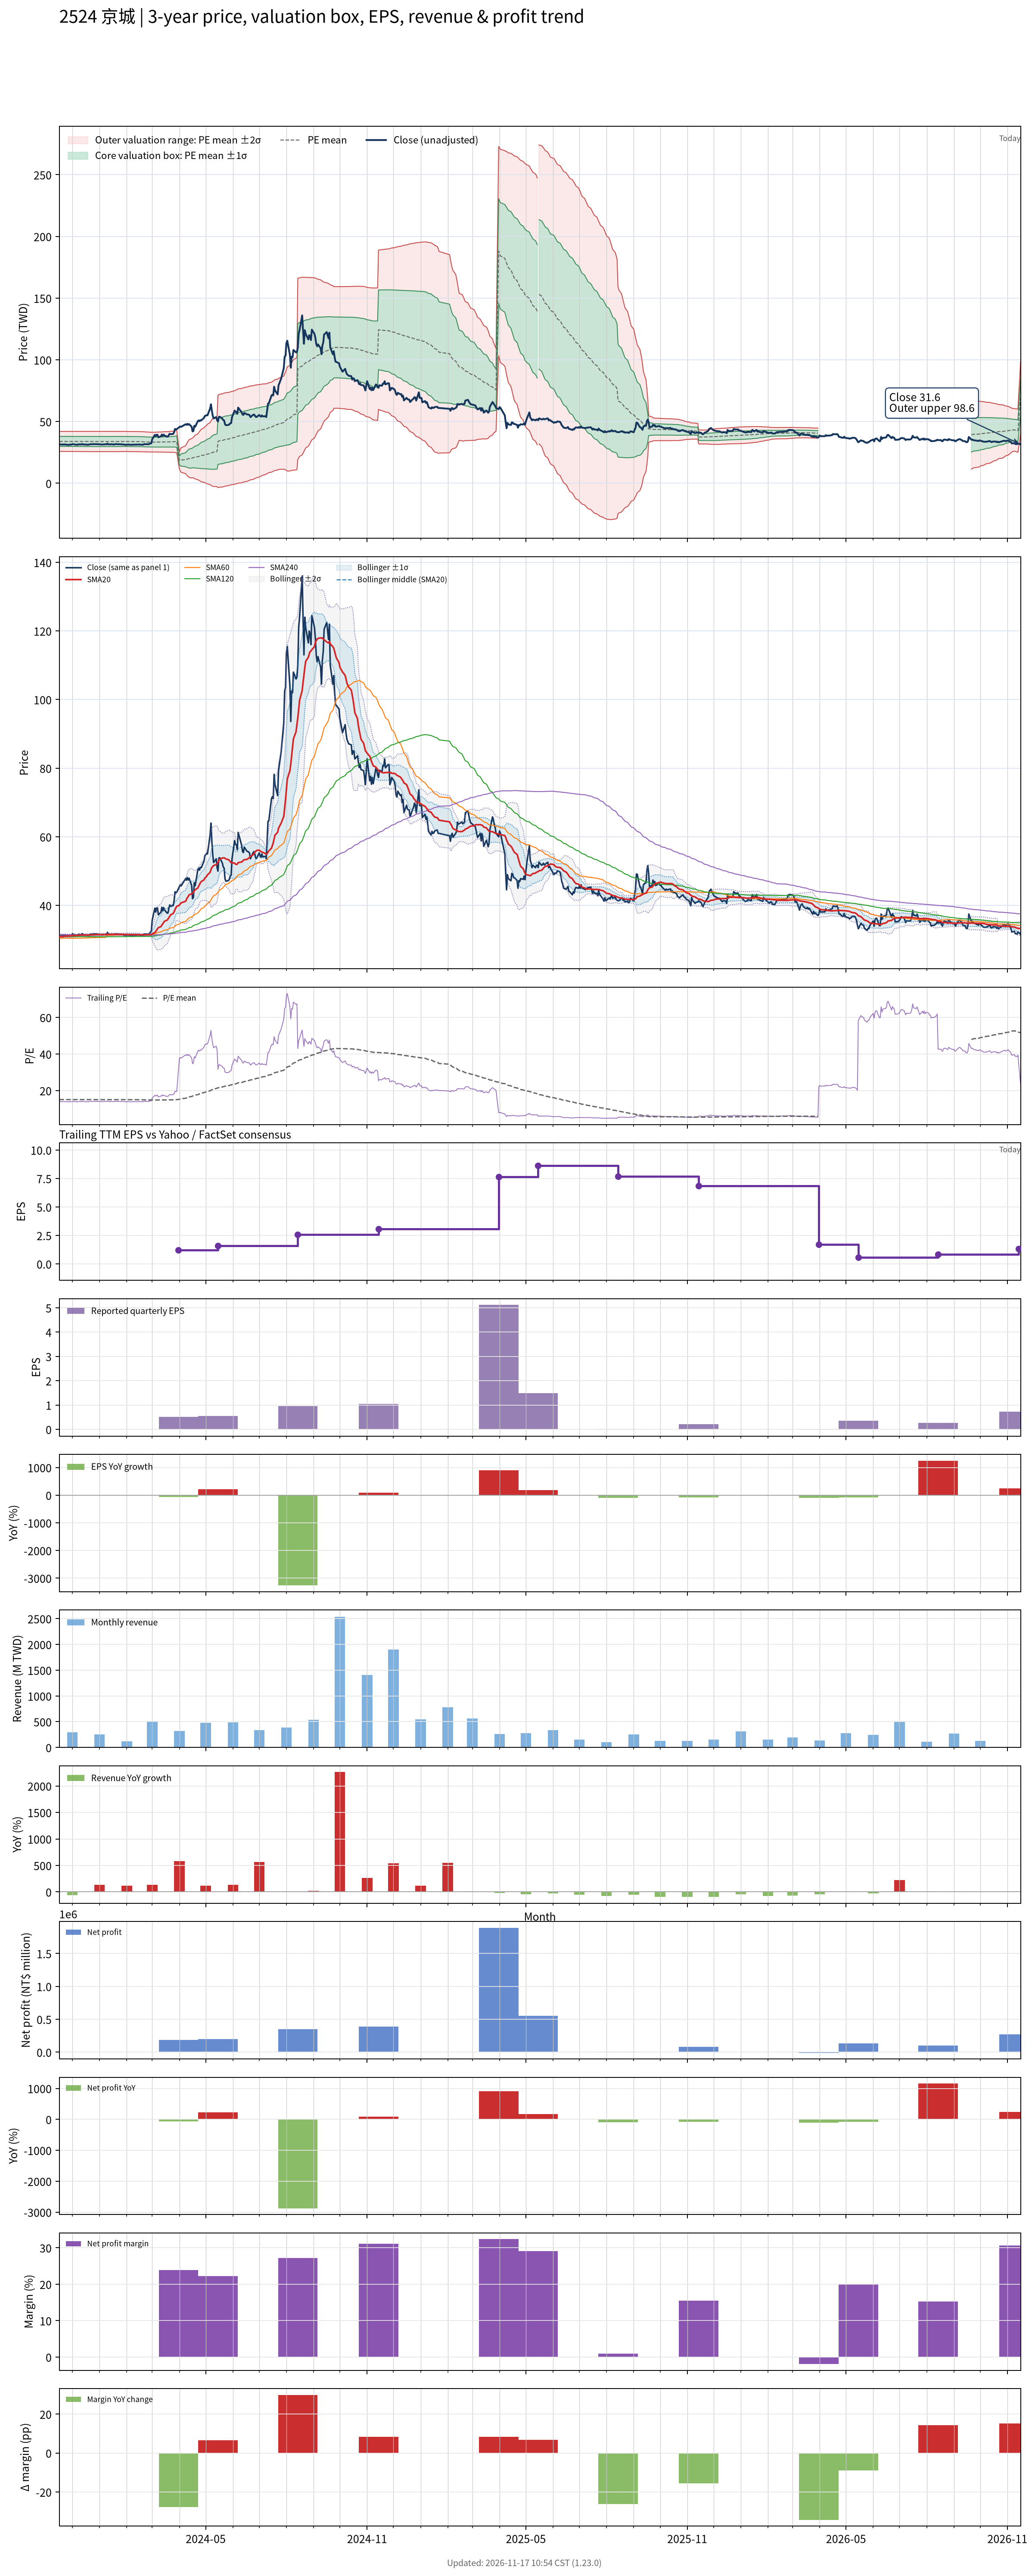 2524 京城 | 3-year price, valuation box, EPS, revenue & profit trend
Outer valuation range: PE mean ±2σ
Core valuation box: PE mean ±1σ
PE mean
Close (unadjusted)
Today
Price (TWD)
250
200
150
100
50
0
Close 31.6
Outer upper 98.6
Close (same as panel 1)
SMA20
SMA60
SMA120
SMA240
Bollinger ±2σ
Bollinger ±1σ
Bollinger middle (SMA20)
Price
140
120
100
80
60
40
Trailing P/E
P/E mean
P/E
60
40
20
Trailing TTM EPS vs Yahoo / FactSet consensus
Today
EPS
10.0
7.5
5.0
2.5
0.0
Reported quarterly EPS
EPS
5
4
3
2
1
0
EPS YoY growth
YoY (%)
1000
0
-1000
-2000
-3000
Monthly revenue
Revenue (M TWD)
2500
2000
1500
1000
500
0
Revenue YoY growth
YoY (%)
2000
1500
1000
500
0
Month
1e6
Net profit
Net profit (NT$ million)
1.5
1.0
0.5
0.0
Net profit YoY
YoY (%)
1000
0
-1000
-2000
-3000
Net profit margin
Margin (%)
30
20
10
0
Margin YoY change
Δ margin (pp)
20
0
-20
2024-05
2024-11
2025-05
2025-11
2026-05
2026-11
Updated: 2026-11-17 10:54 CST (1.23.0)